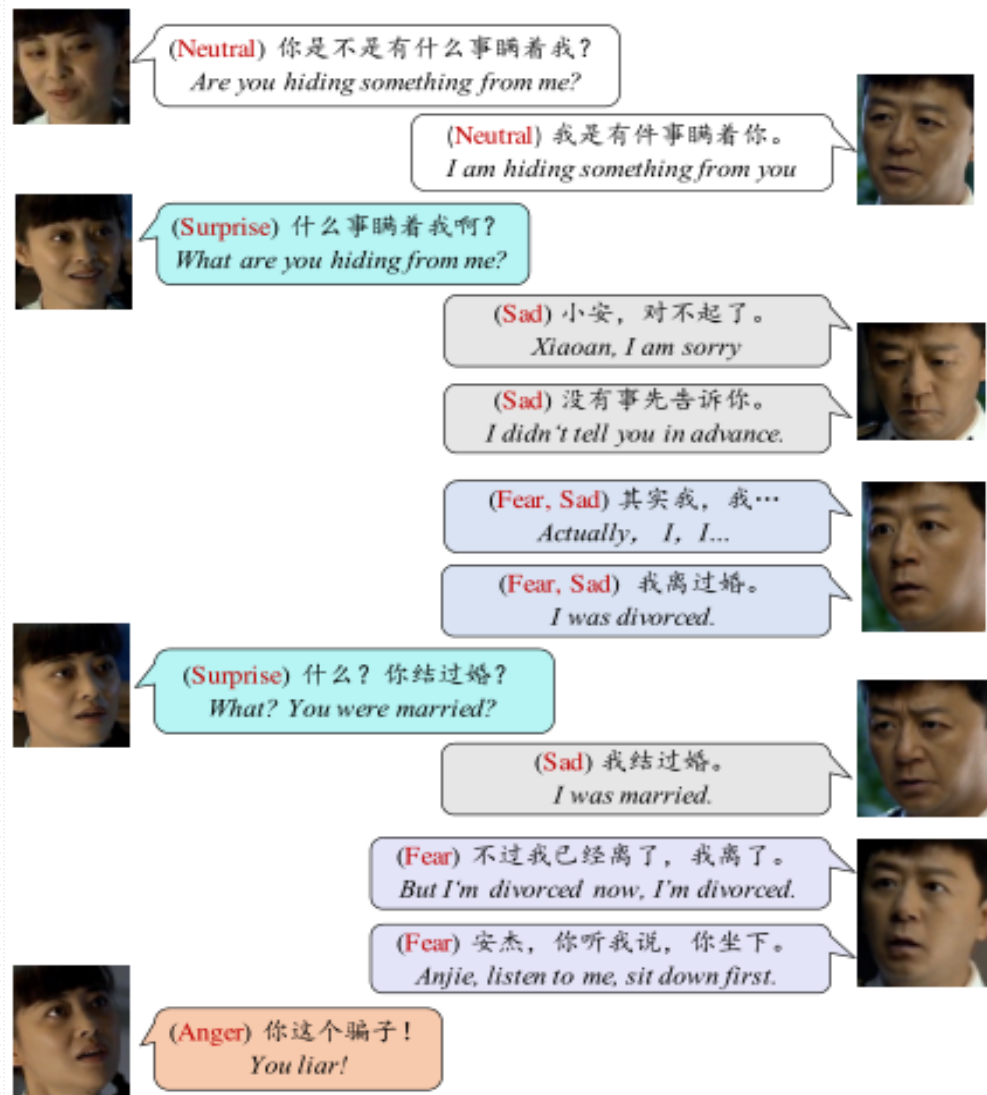 (Neutral) 你是不是有什么事瞒着我？
Are you hiding something from me?
(Neutral) 我是有件事瞒着你。
I am hiding something from you
(Surprise) 什么事瞒着我啊？
What are you hiding from me?
(Sad) 小安，对不起了。
Xiaoan, I am sorry
(Sad) 没有事先告诉你。
I didn‘t tell you in advance.
(Fear, Sad) 其实我，我…
Actually， I，I...
(Fear, Sad) 我离过婚。
I was divorced.
(Surprise) 什么？你结过婚？
What? You were married?
(Sad) 我结过婚。
I was married.
(Fear) 不过我已经离了，我离了。
But I‘m divorced now, I’m divorced.
(Fear) 安杰，你听我说，你坐下。
Anjie, listen to me, sit down first.
(Anger) 你这个骗子！
You liar!